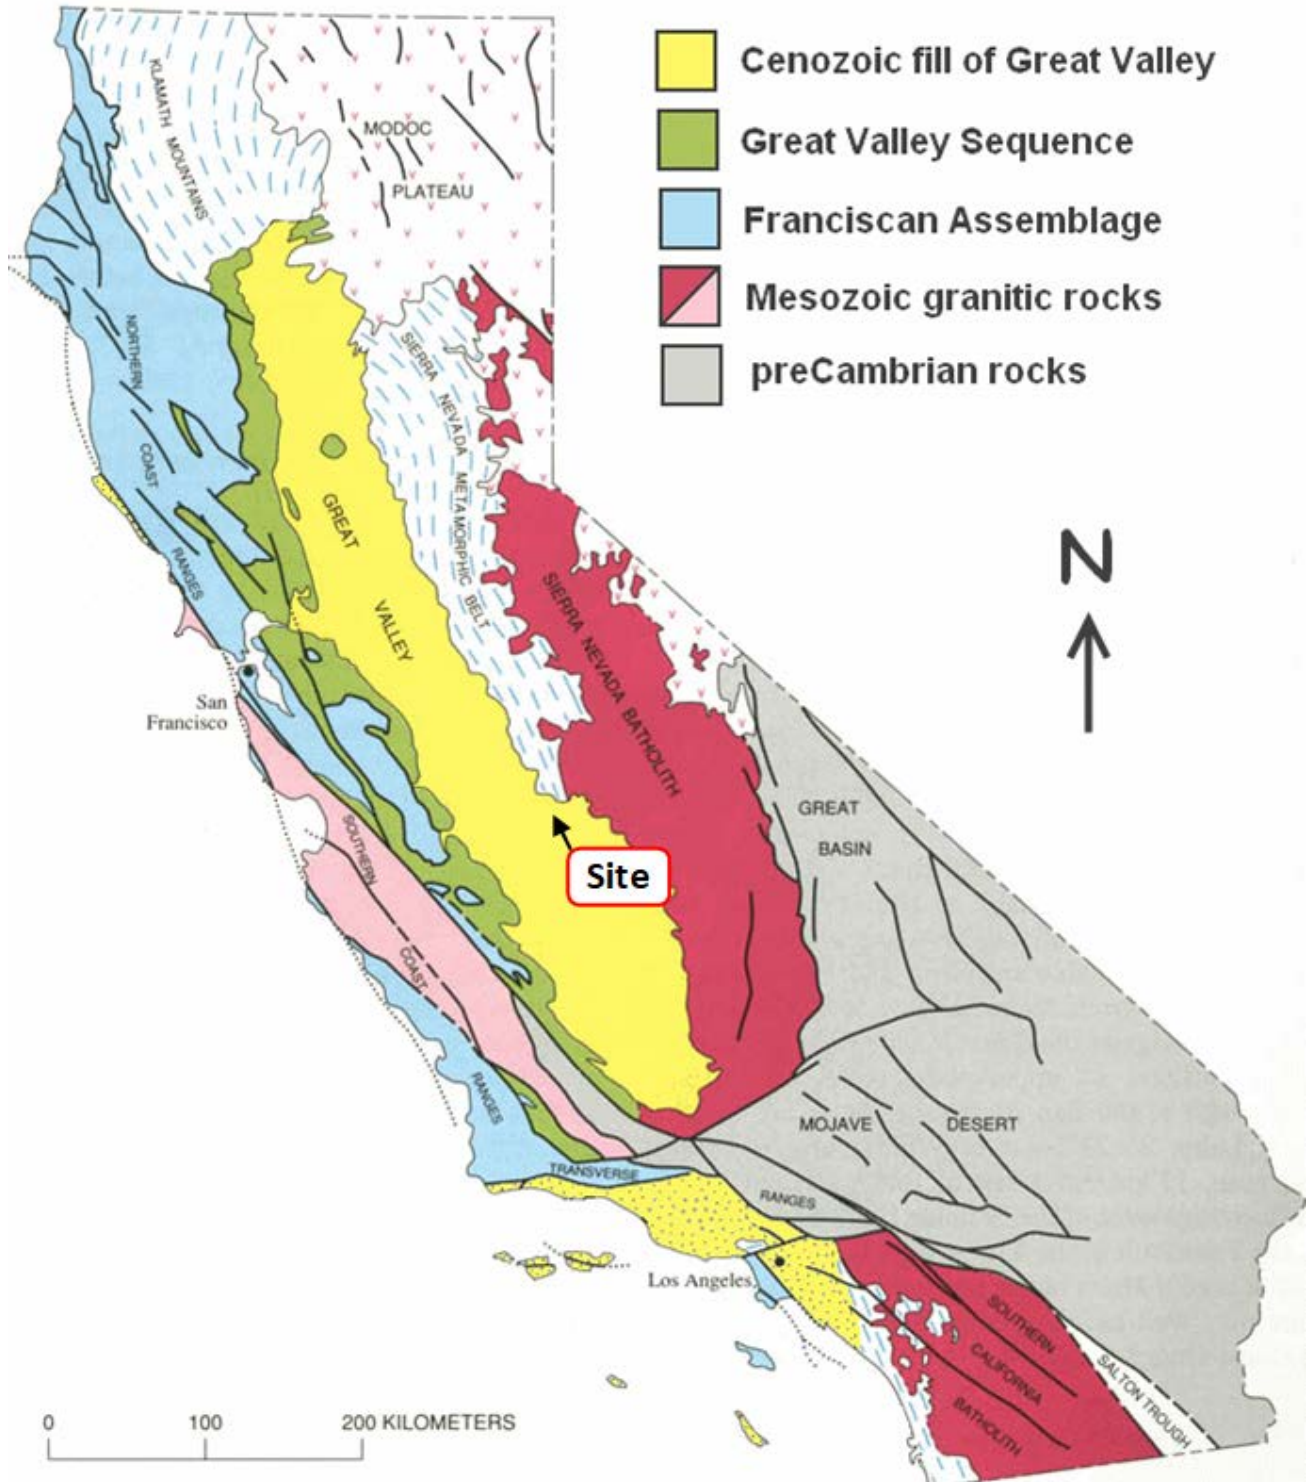 Cenozoic fill of Great Valley
Great Valley Sequence
Franciscan Assemblage
Mesozoic granitic rocks
preCambrian rocks
KLAMATH MOUNTAINS
MODOC
PLATEAU
NORTHERN
COAST
RANGES
GREAT
VALLEY
SIERRA NEVADA METAMORPHIC BELT
SIERRA NEVADA BATHOLITH
N
San
Francisco
GREAT
BASIN
Site
SOUTHERN
COAST
RANGES
MOJAVE DESERT
TRANSVERSE
RANGES
Los Angeles
SOUTHERN
CALIFORNIA
BATHOLITH
SALTON TROUGH
0 100 200 KILOMETERS